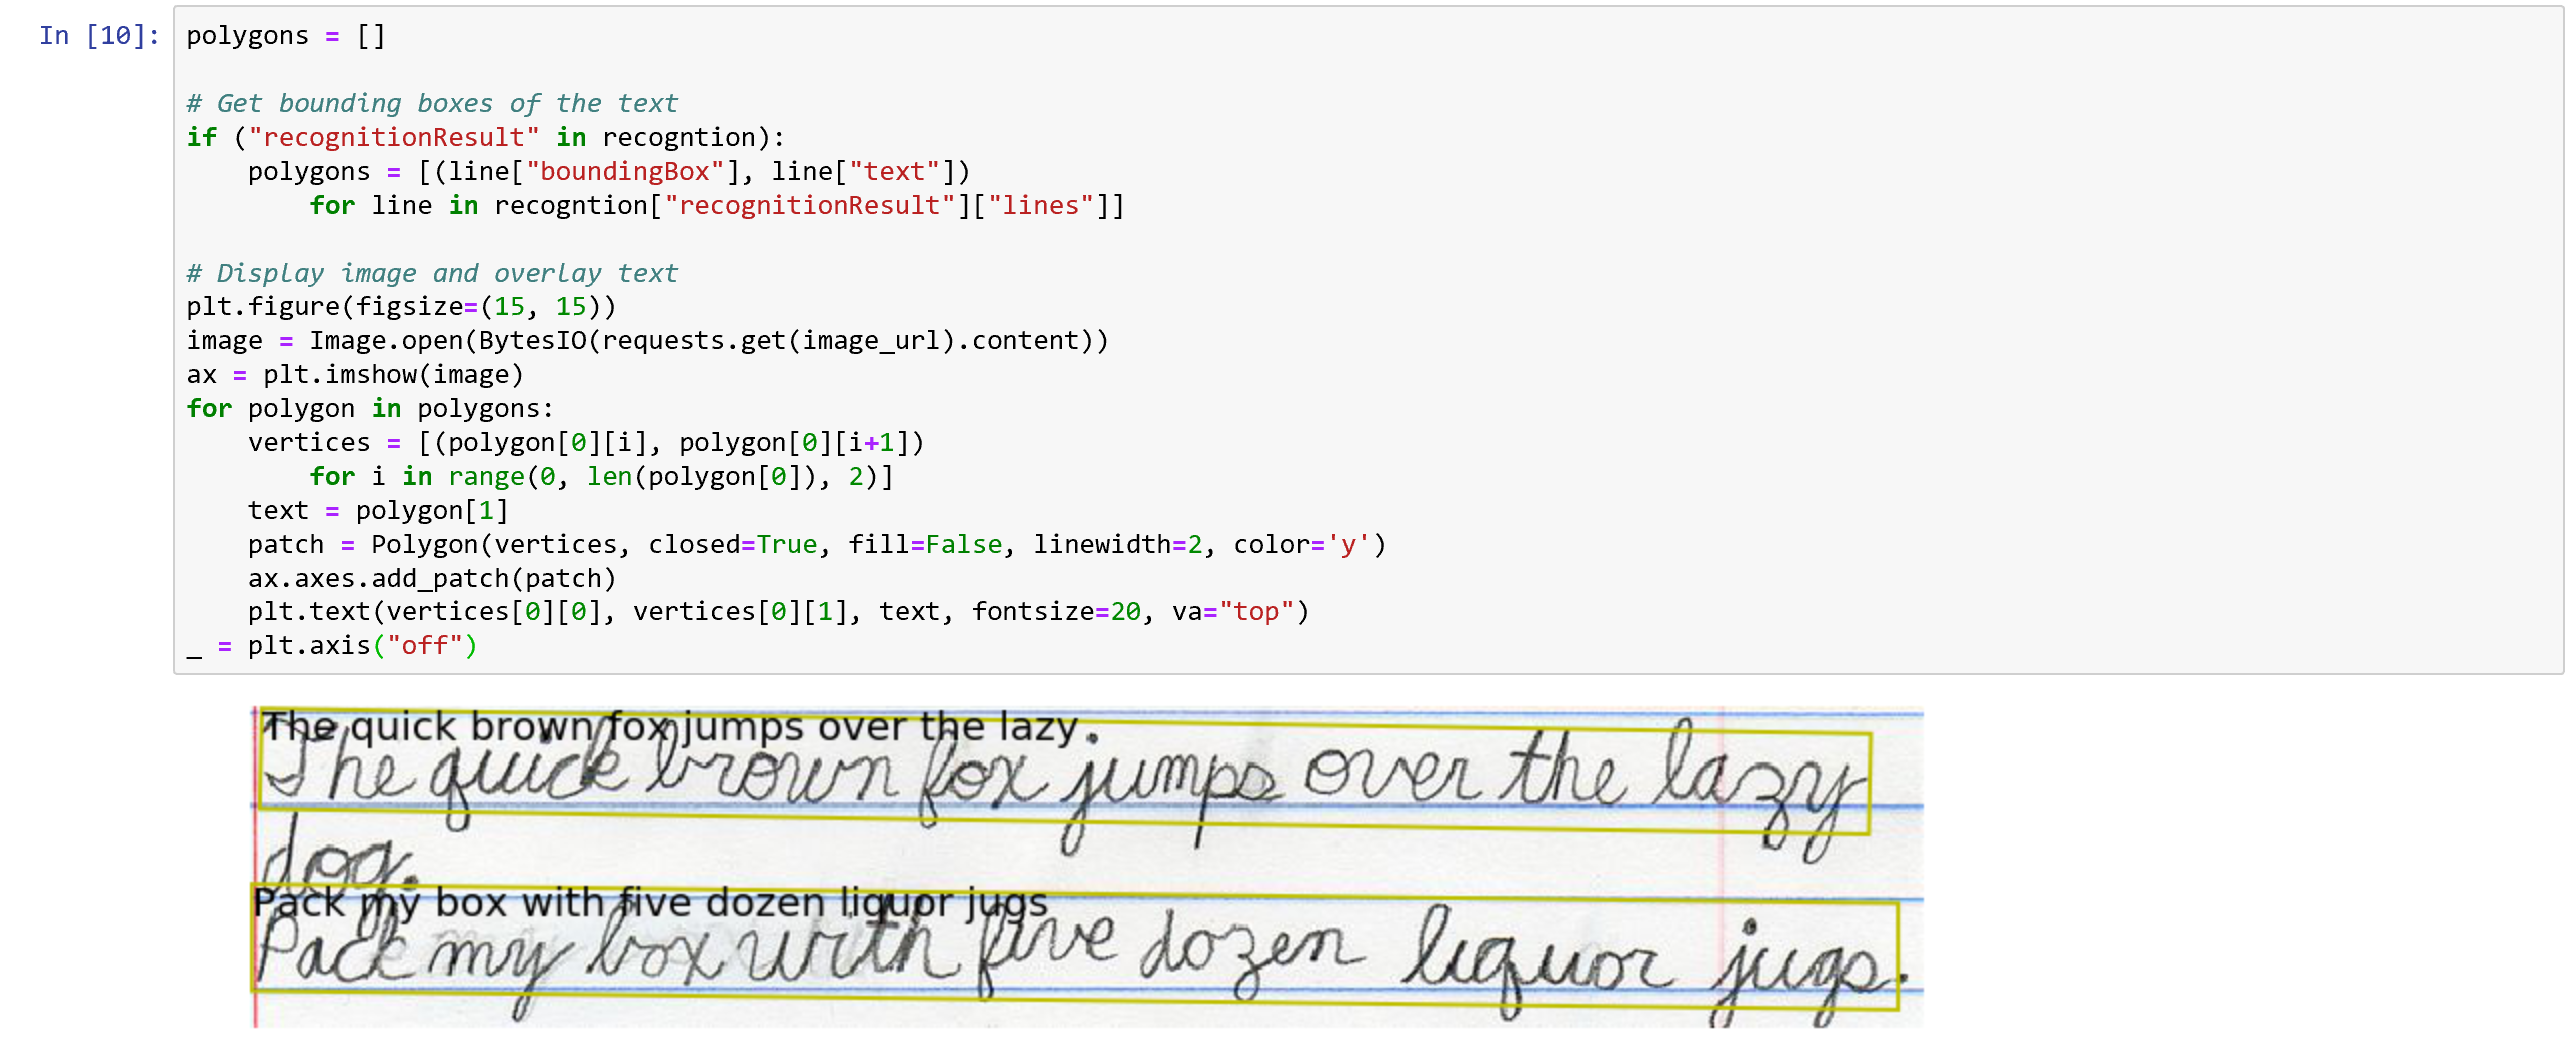 In [10]:
polygons = []
# Get bounding boxes of the text
if ("recognitionResult" in recogntion):
    polygons = [(line["boundingBox"], line["text"])
        for line in recogntion["recognitionResult"]["lines"]]
# Display image and overlay text
plt.figure(figsize=(15, 15))
image = Image.open(BytesIO(requests.get(image_url).content))
ax = plt.imshow(image)
for polygon in polygons:
    vertices = [(polygon[0][i], polygon[0][i+1])
        for i in range(0, len(polygon[0]), 2)]
    text = polygon[1]
    patch = Polygon(vertices, closed=True, fill=False, linewidth=2, color='y')
    ax.axes.add_patch(patch)
    plt.text(vertices[0][0], vertices[0][1], text, fontsize=20, va="top")
_ = plt.axis("off")
The quick brown fox jumps over the lazy
The quick brown fox jumps over the lazy
dog.
Pack my box with five dozen liquor jugs
Pack my box with five dozen liquor jugs.